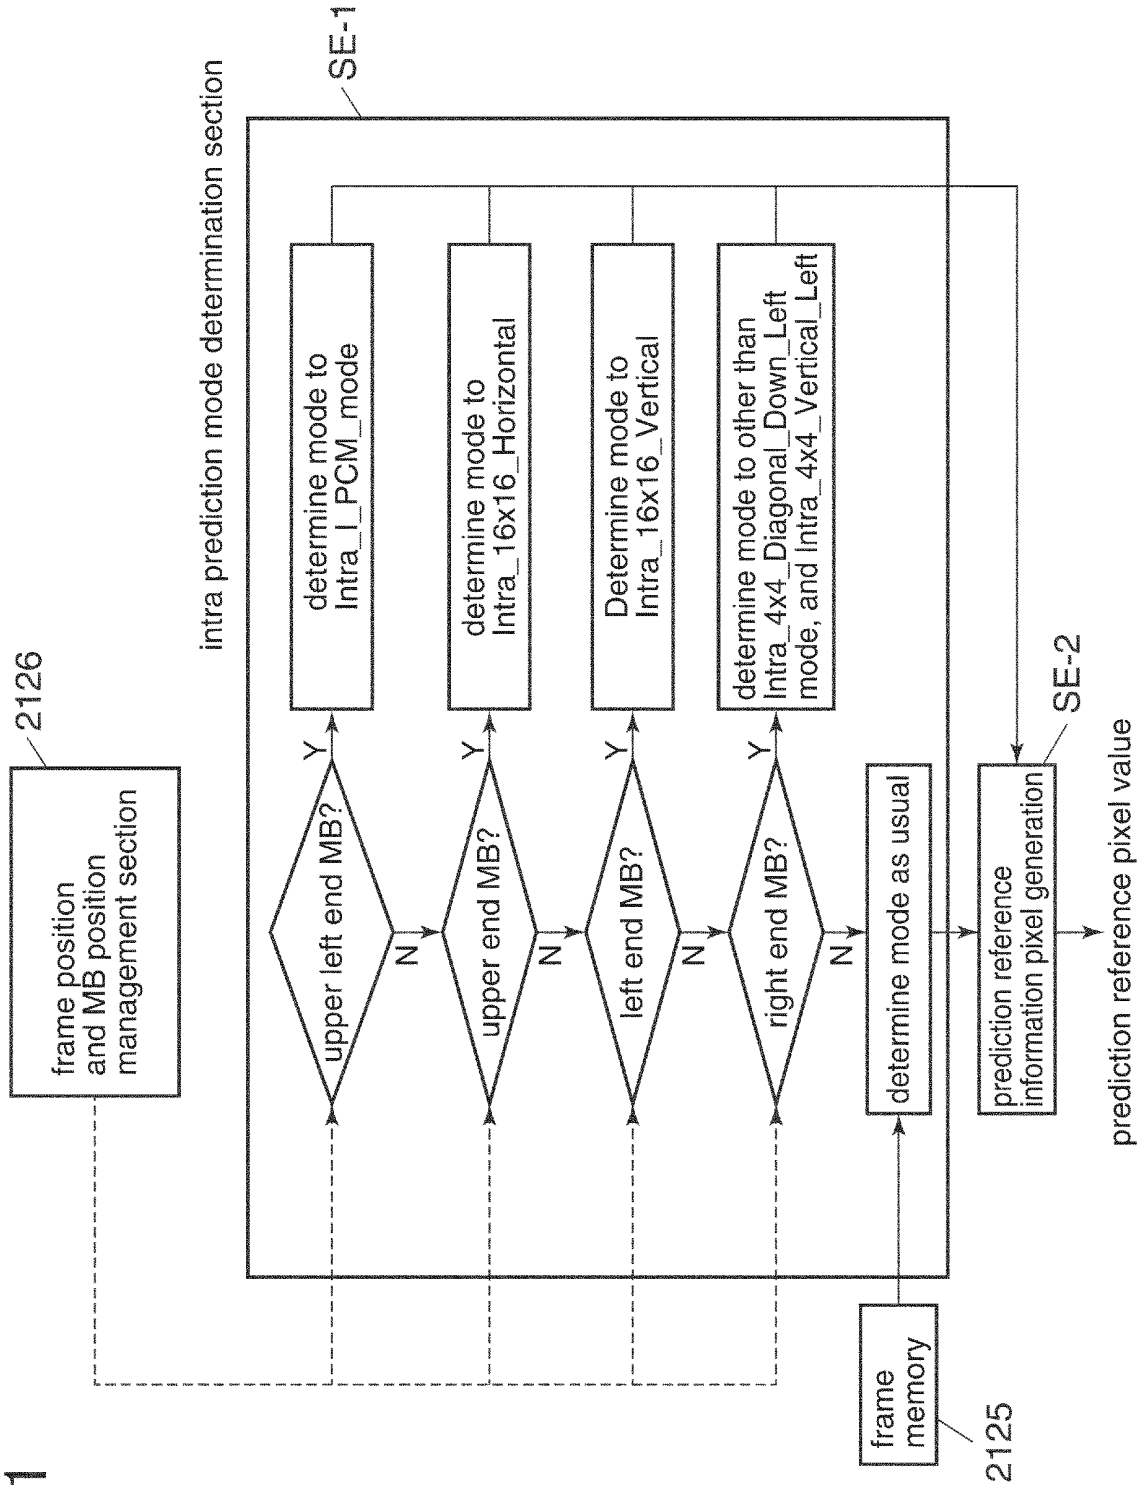 1
frame position
and MB position
management section
2126
intra prediction mode determination section
SE-1
upper left end MB?
Y
N
determine mode to
Intra_I_PCM_mode
upper end MB?
Y
N
determine mode to
Intra_16x16_Horizontal
left end MB?
Y
N
Determine mode to
Intra_16x16_Vertical
right end MB?
Y
N
determine mode to other than
Intra_4x4_Diagonal_Down_Left
mode, and Intra_4x4_Vertical_Left
frame
memory
2125
determine mode as usual
prediction reference
information pixel generation
SE-2
prediction reference pixel value